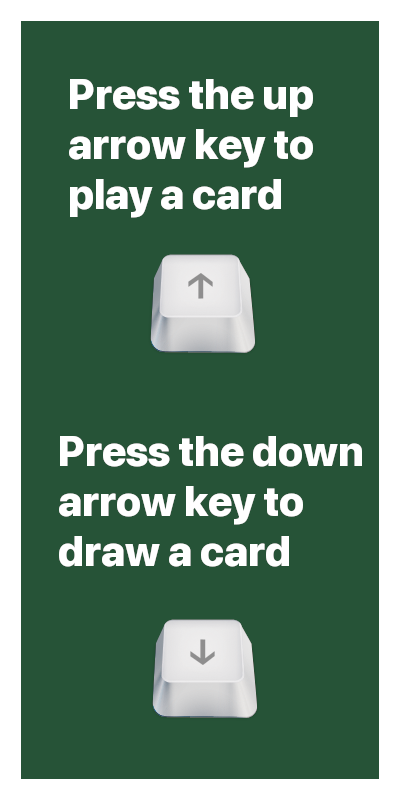 Press the up
arrow key to
play a card
↑
Press the down
arrow key to
draw a card
↓